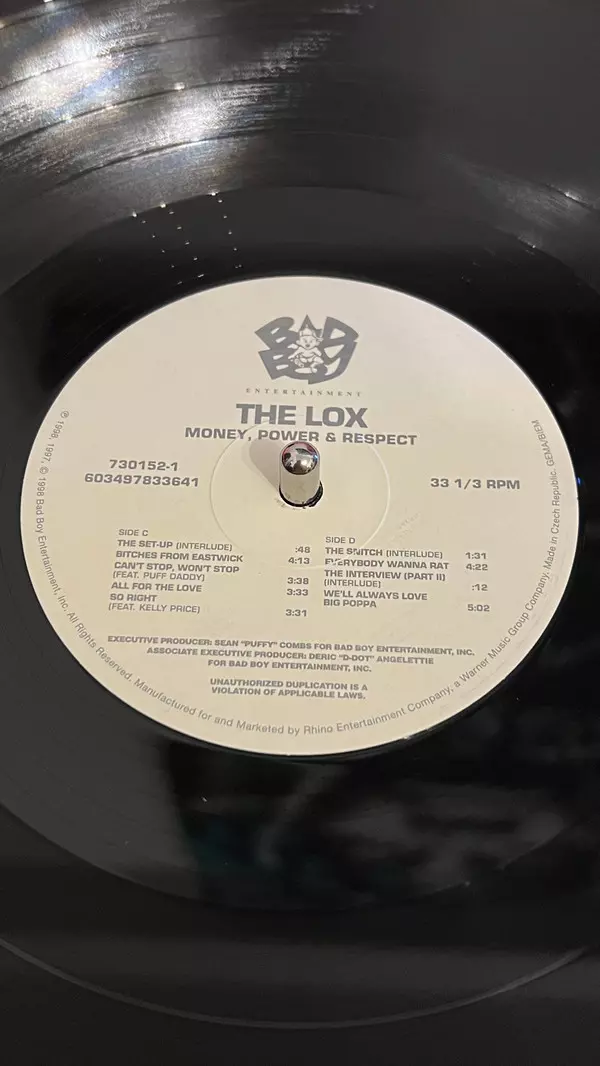 BAD BOY
ENTERTAINMENT
THE LOX
MONEY, POWER & RESPECT
730152-1
603497833641
33 1/3 RPM
SIDE C
THE SET-UP (INTERLUDE) :48
BITCHES FROM EASTWICK 4:13
CAN'T STOP, WON'T STOP
(FEAT. PUFF DADDY) 3:38
ALL FOR THE LOVE 3:33
SO RIGHT
(FEAT. KELLY PRICE) 3:31
SIDE D
THE SNITCH (INTERLUDE) 1:31
EVERYBODY WANNA RAT 4:22
THE INTERVIEW (PART II)
(INTERLUDE) :12
WE'LL ALWAYS LOVE
BIG POPPA 5:02
EXECUTIVE PRODUCER: SEAN "PUFFY" COMBS FOR BAD BOY ENTERTAINMENT, INC.
ASSOCIATE EXECUTIVE PRODUCER: DERIC "D-DOT" ANGELETTIE
FOR BAD BOY ENTERTAINMENT, INC.
UNAUTHORIZED DUPLICATION IS A
VIOLATION OF APPLICABLE LAWS.
℗ 1998, 1997, © 1998 Bad Boy Entertainment, Inc. All Rights Reserved. Manufactured for and Marketed by Rhino Entertainment Company, a Warner Music Group Company. Made in Czech Republic. GEMA/BIEM